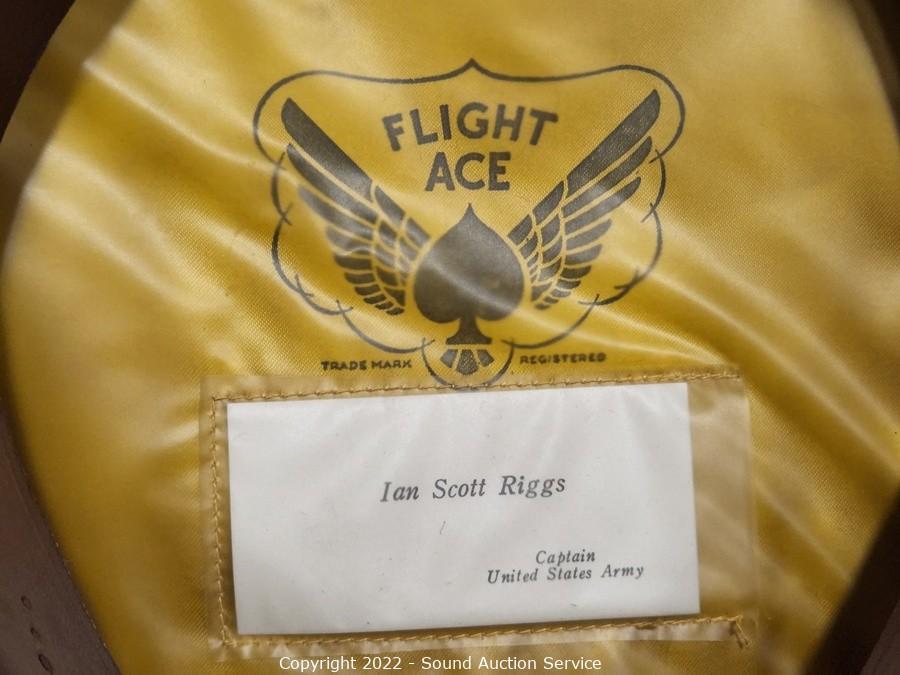 FLIGHT
ACE
TRADE MARK REGISTERED
Ian Scott Riggs
Captain
United States Army
Copyright 2022 - Sound Auction Service